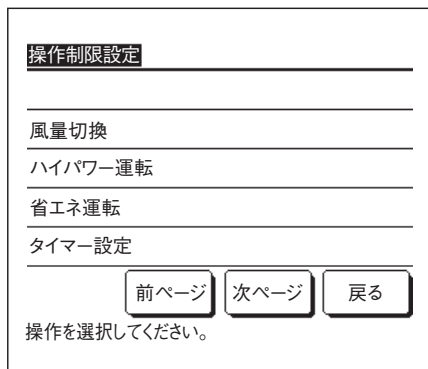 操作制限設定
風量切換
ハイパワー運転
省エネ運転
タイマー設定
前ページ 次ページ 戻る
操作を選択してください。